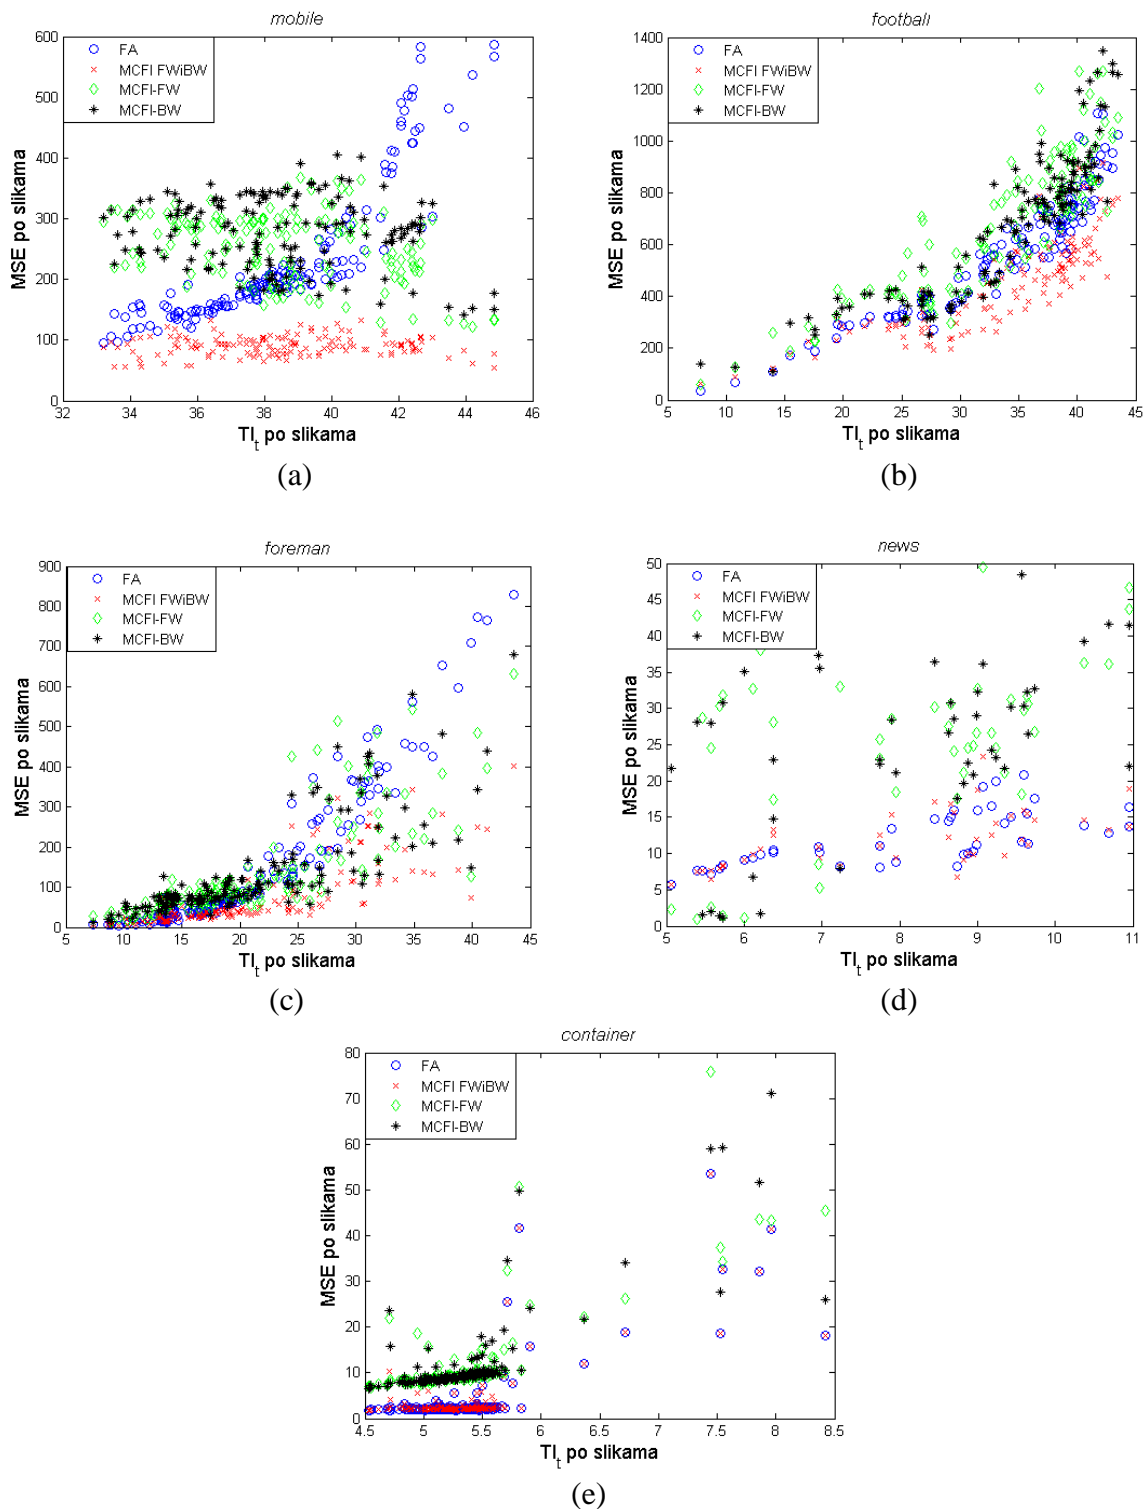 mobile
600
500
400
300
200
100
0
32 34 36 38 40 42 44 46
MSE po slikama
TI_t po slikama
FA
MCFI FWiBW
MCFI-FW
MCFI-BW
(a)
football
1400
1200
1000
800
600
400
200
0
5 10 15 20 25 30 35 40 45
MSE po slikama
TI_t po slikama
FA
MCFI FWiBW
MCFI-FW
MCFI-BW
(b)
foreman
900
800
700
600
500
400
300
200
100
0
5 10 15 20 25 30 35 40 45
MSE po slikama
TI_t po slikama
FA
MCFI FWiBW
MCFI-FW
MCFI-BW
(c)
news
50
45
40
35
30
25
20
15
10
5
0
5 6 7 8 9 10 11
MSE po slikama
TI_t po slikama
FA
MCFI FWiBW
MCFI-FW
MCFI-BW
(d)
container
80
70
60
50
40
30
20
10
0
4.5 5 5.5 6 6.5 7 7.5 8 8.5
MSE po slikama
TI_t po slikama
FA
MCFI FWiBW
MCFI-FW
MCFI-BW
(e)